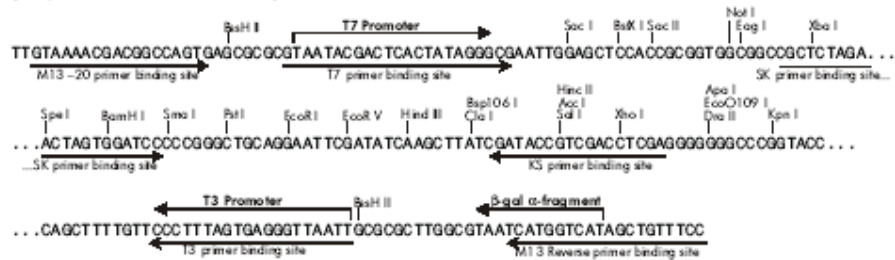 BssH II T7 Promoter Sac I BstX I Sac II Not I Eag I Xba I
TTGTAAAACGACGGCCAGTGAGCGCGCGTAATACGACTCACTATAGGGCGAATTGGAGCTCCACCGCGGTGGCGGCCGCTCTAGA...
M13 –20 primer binding site T7 primer binding site SK primer binding site...
Spe I BamH I Sma I Pst I EcoR I EcoR V Hind III Bsp106 I Cla I Hinc II Acc I Sal I Xho I Apa I EcoO109 I Dra II Kpn I
...ACTAGTGGATCCCCCGGGCTGCAGGAATTCGATATCAAGCTTATCGATACCGTCGACCTCGAGGGGGGGCCCGGTACC...
...SK primer binding site KS primer binding site
T3 Promoter BssH II β-gal α-fragment
...CAGCTTTTGTTCCCTTTAGTGAGGGTTAATTGCGCGCTTGGCGTAATCATGGTCATAGCTGTTTCC
T3 primer binding site M13 Reverse primer binding site